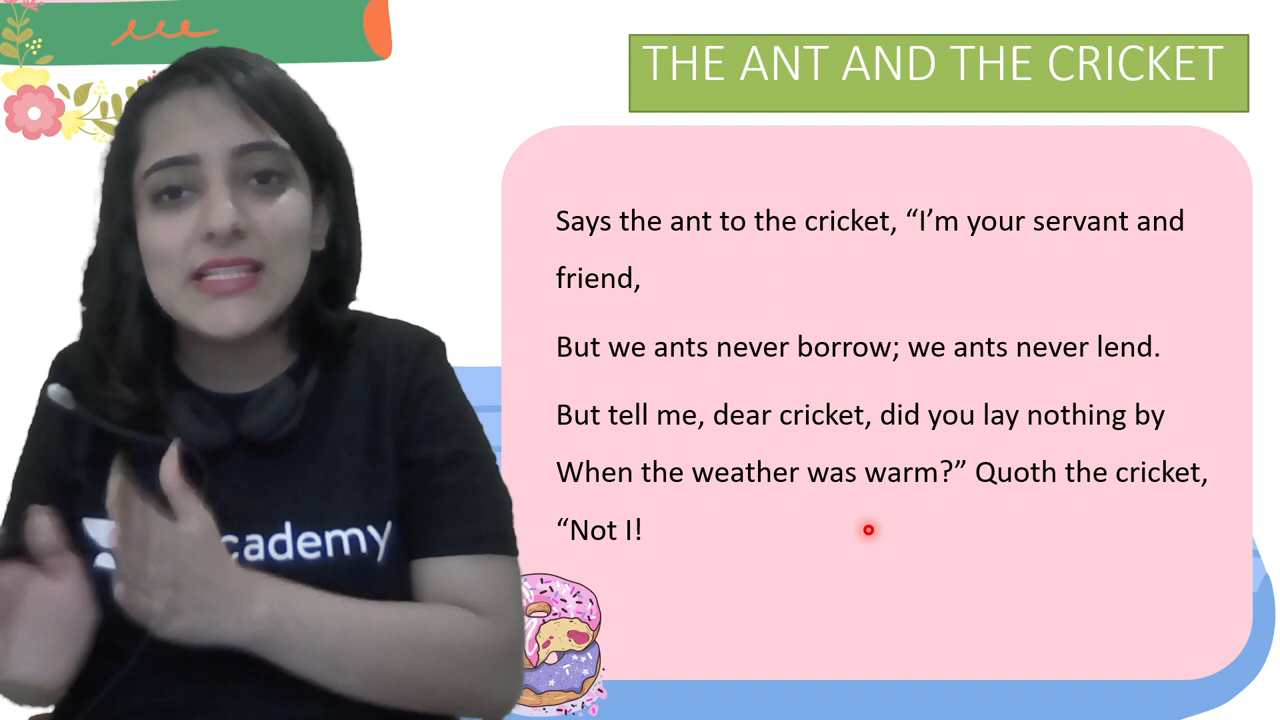 THE ANT AND THE CRICKET
Says the ant to the cricket, “I’m your servant and
friend,
But we ants never borrow; we ants never lend.
But tell me, dear cricket, did you lay nothing by
When the weather was warm?” Quoth the cricket,
“Not I!
cademy